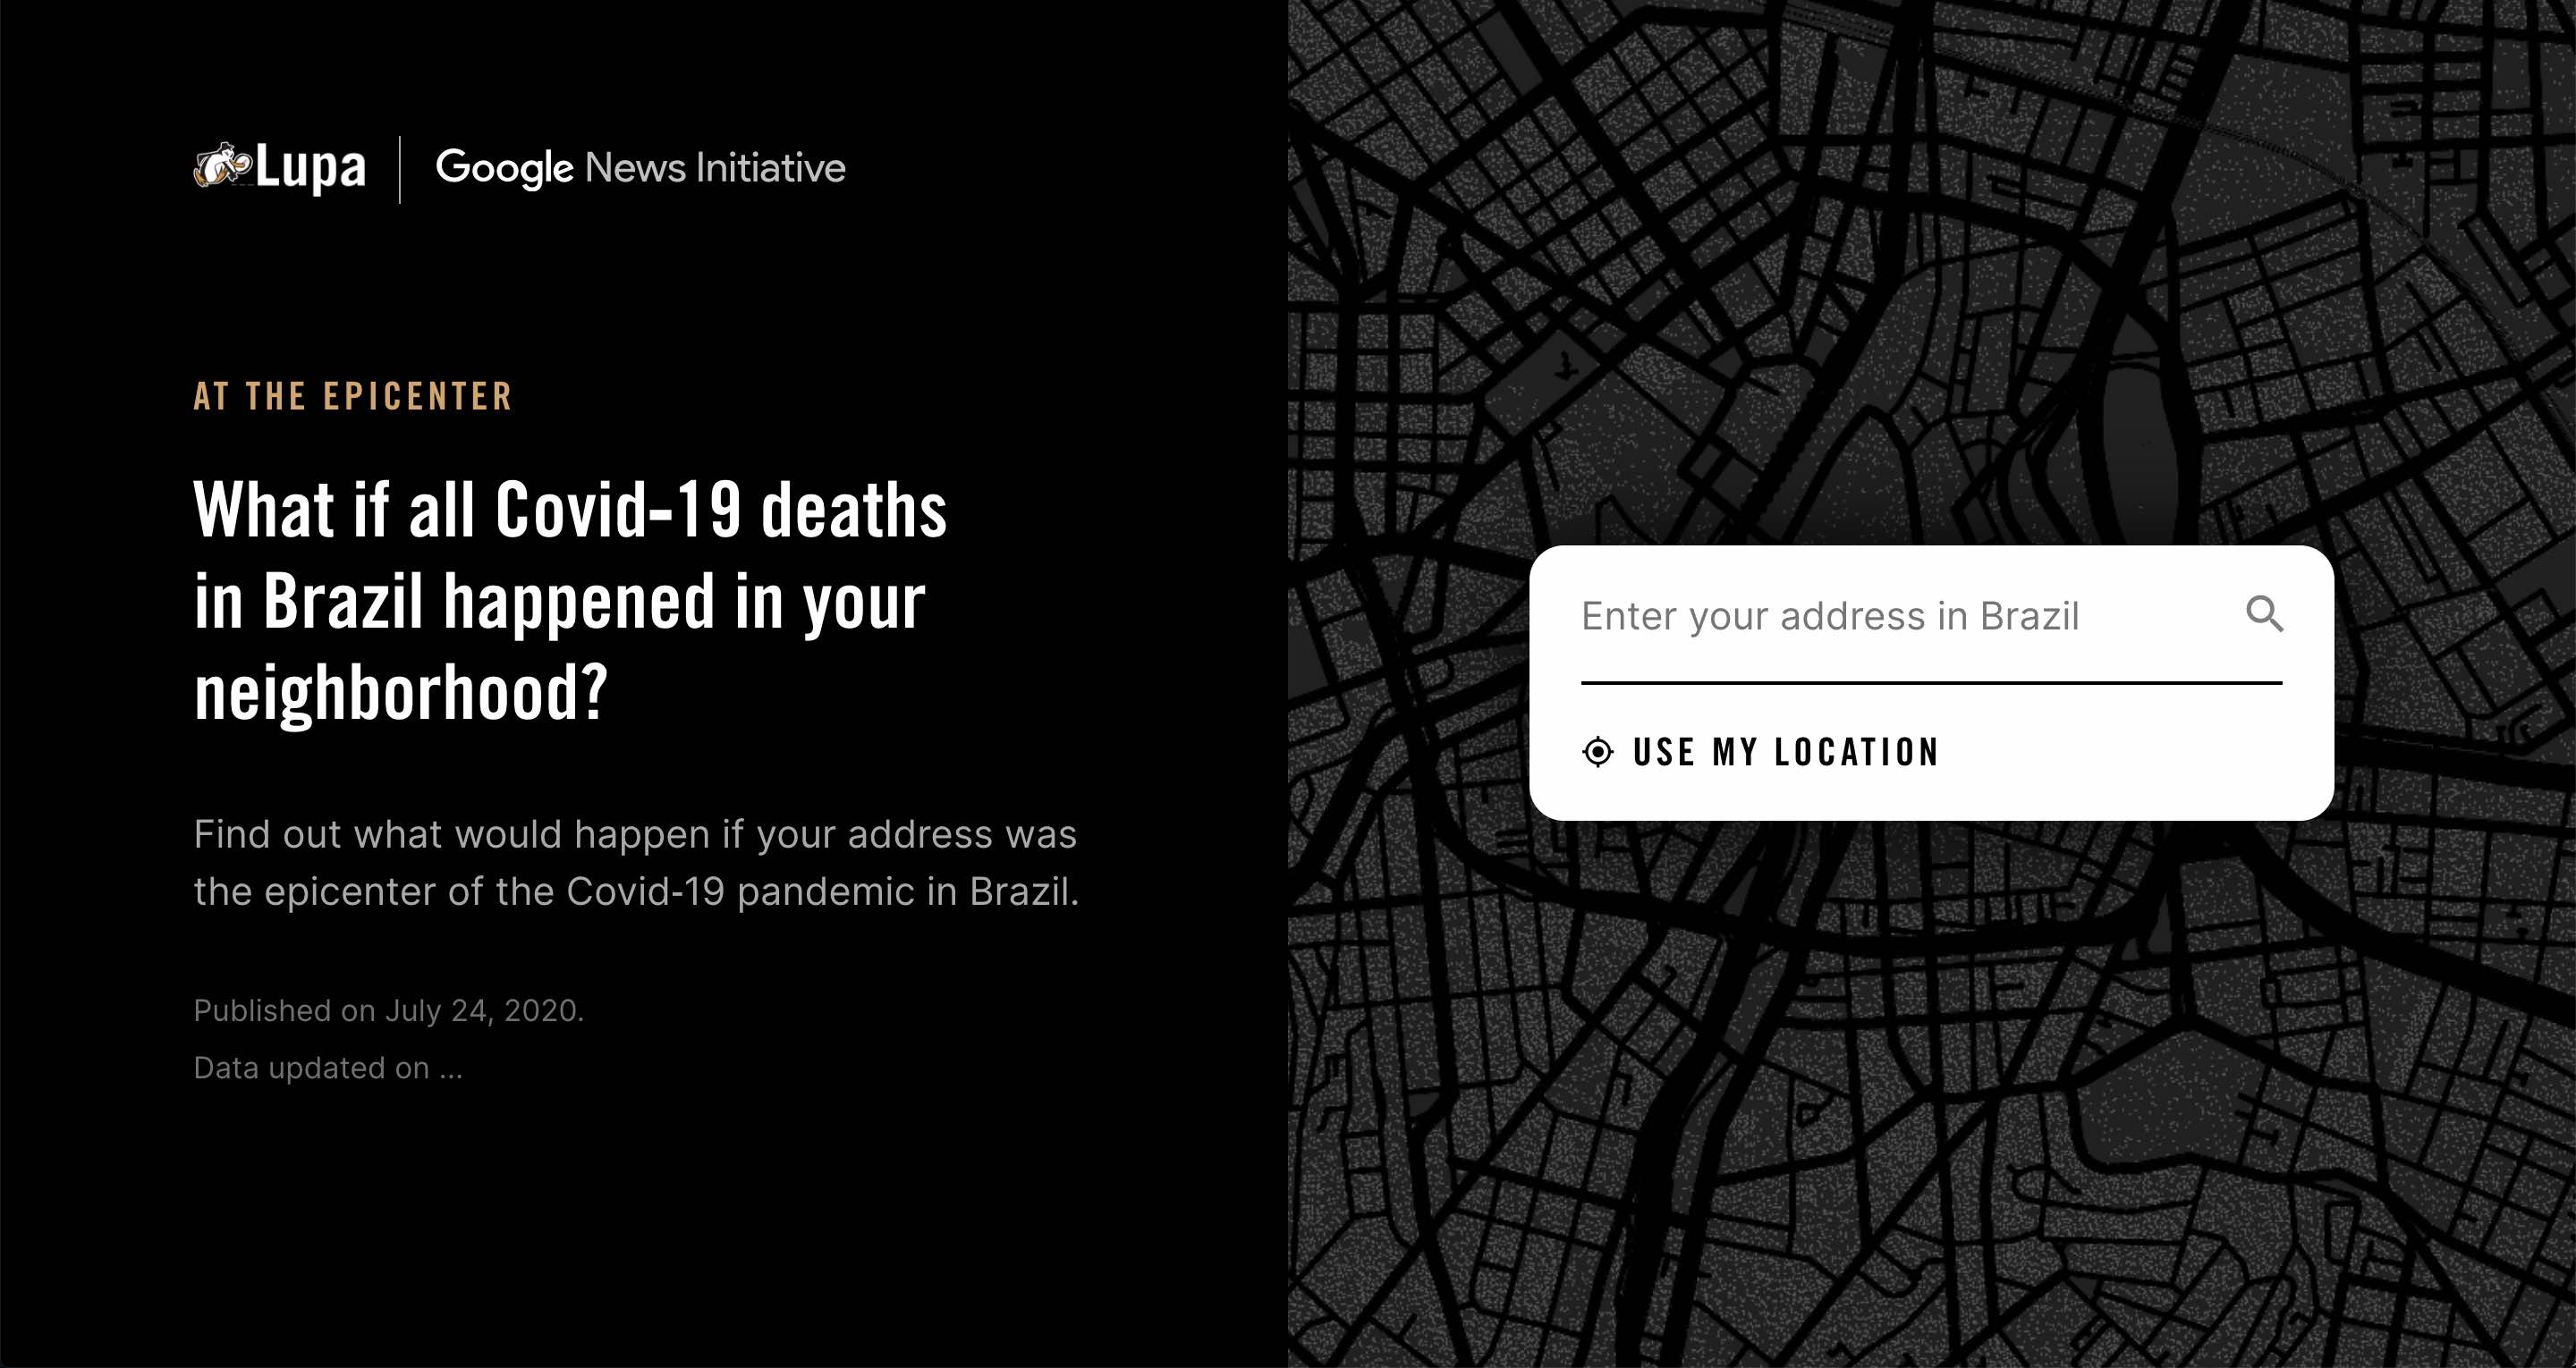 Lupa
Google News Initiative
AT THE EPICENTER
What if all Covid-19 deaths
in Brazil happened in your
neighborhood?
Find out what would happen if your address was
the epicenter of the Covid-19 pandemic in Brazil.
Published on July 24, 2020.
Data updated on ...
Enter your address in Brazil
USE MY LOCATION